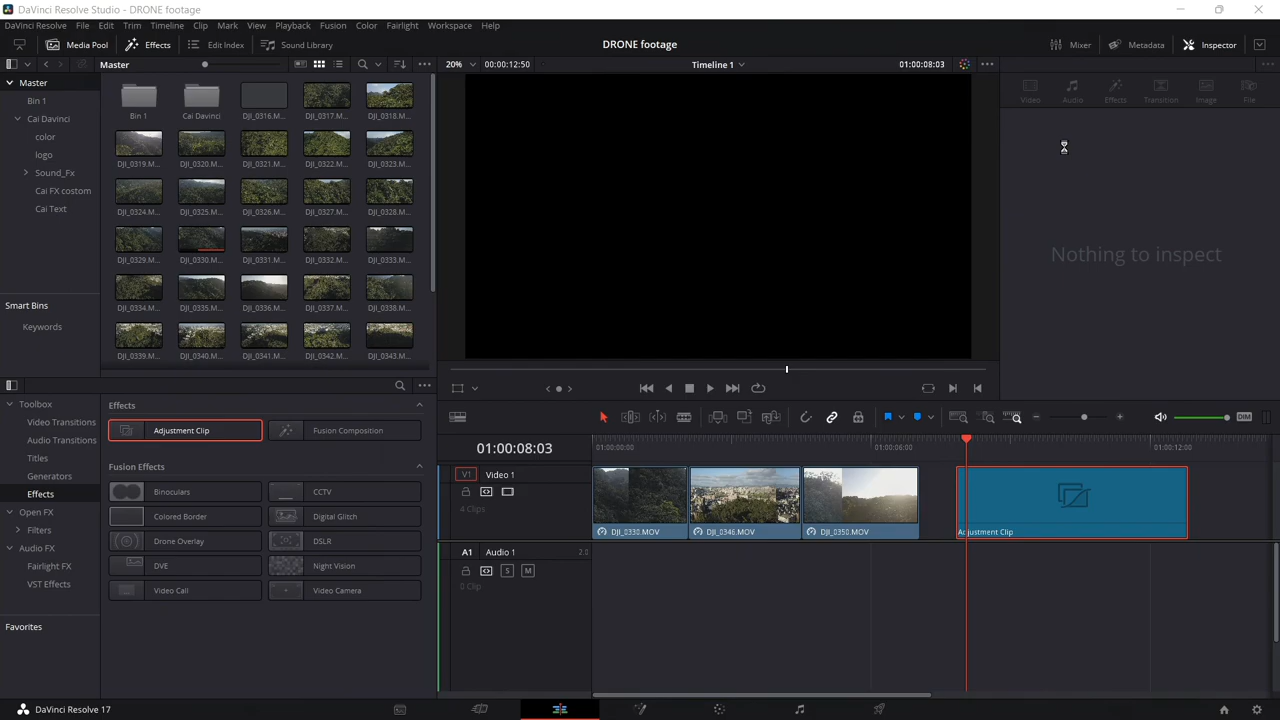 DaVinci Resolve Studio - DRONE footage
DaVinci Resolve File Edit Trim Timeline Clip Mark View Playback Fusion Color Fairlight Workspace Help
Media Pool Effects Edit Index Sound Library DRONE footage Mixer Metadata Inspector
Master 20% 00:00:12:50 Timeline 1 01:00:08:03
Master
Bin 1
Cai Davinci
color
logo
Sound_Fx
Cai FX costom
Cai Text
Smart Bins
Keywords
Bin 1 Cai Davinci DJI_0316.M... DJI_0317.M... DJI_0318.M...
DJI_0319.M... DJI_0320.M... DJI_0321.M... DJI_0322.M... DJI_0323.M...
DJI_0324.M... DJI_0325.M... DJI_0326.M... DJI_0327.M... DJI_0328.M...
DJI_0329.M... DJI_0330.M... DJI_0331.M... DJI_0332.M... DJI_0333.M...
DJI_0334.M... DJI_0335.M... DJI_0336.M... DJI_0337.M... DJI_0338.M...
DJI_0339.M... DJI_0340.M... DJI_0341.M... DJI_0342.M... DJI_0343.M...
Video Audio Effects Transition Image File
Nothing to inspect
Toolbox
Video Transitions
Audio Transitions
Titles
Generators
Effects
Open FX
Filters
Audio FX
Fairlight FX
VST Effects
Favorites
Effects
Adjustment Clip Fusion Composition
Fusion Effects
Binoculars CCTV
Colored Border Digital Glitch
Drone Overlay DSLR
DVE Night Vision
Video Call Video Camera
DIM
01:00:08:03 01:00:00:00 01:00:06:00 01:00:12:00
V1 Video 1
4 Clips
DJI_0330.MOV DJI_0346.MOV DJI_0350.MOV Adjustment Clip
A1 Audio 1 2.0
S M
0 Clip
DaVinci Resolve 17